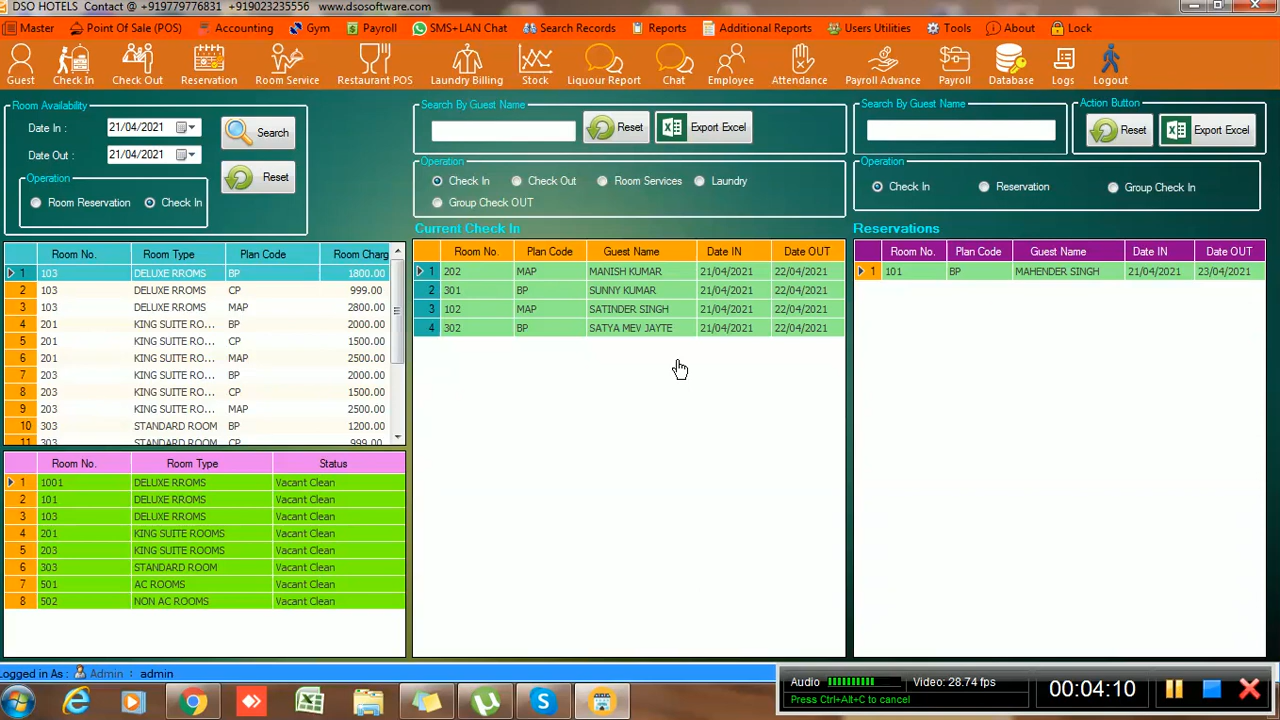 DSO HOTELS Contact @ +919779776831 +919023235556 www.dsosoftware.com
Master Point Of Sale (POS) Accounting Gym Payroll SMS+LAN Chat Search Records Reports Additional Reports Users Utilities Tools About Lock
Guest Check In Check Out Reservation Room Service Restaurant POS Laundry Billing Stock Liquour Report Chat Employee Attendance Payroll Advance Payroll Database Logs Logout
Room Availability
Date In : 21/04/2021 Search
Date Out : 21/04/2021 Reset
Operation
Room Reservation Check In
Search By Guest Name
Reset Export Excel
Operation
Check In Check Out Room Services Laundry
Group Check OUT
Search By Guest Name Action Button
Reset Export Excel
Operation
Check In Reservation Group Check In
Room No. Room Type Plan Code Room Charg
1 103 DELUXE RROMS BP 1800.00
2 103 DELUXE RROMS CP 999.00
3 103 DELUXE RROMS MAP 2800.00
4 201 KING SUITE RO... BP 2000.00
5 201 KING SUITE RO... CP 1500.00
6 201 KING SUITE RO... MAP 2500.00
7 203 KING SUITE RO... BP 2000.00
8 203 KING SUITE RO... CP 1500.00
9 203 KING SUITE RO... MAP 2500.00
10 303 STANDARD ROOM BP 1200.00
11 303 STANDARD ROOM CP 999.00
Room No. Room Type Status
1 1001 DELUXE RROMS Vacant Clean
2 101 DELUXE RROMS Vacant Clean
3 103 DELUXE RROMS Vacant Clean
4 201 KING SUITE ROOMS Vacant Clean
5 203 KING SUITE ROOMS Vacant Clean
6 303 STANDARD ROOM Vacant Clean
7 501 AC ROOMS Vacant Clean
8 502 NON AC ROOMS Vacant Clean
Current Check In
Room No. Plan Code Guest Name Date IN Date OUT
1 202 MAP MANISH KUMAR 21/04/2021 22/04/2021
2 301 BP SUNNY KUMAR 21/04/2021 22/04/2021
3 102 MAP SATINDER SINGH 21/04/2021 22/04/2021
4 302 BP SATYA MEV JAYTE 21/04/2021 22/04/2021
Reservations
Room No. Plan Code Guest Name Date IN Date OUT
1 101 BP MAHENDER SINGH 21/04/2021 23/04/2021
Logged in As : Admin : admin
Audio Video: 28.74 fps
Press Ctrl+Alt+C to cancel
00:04:10